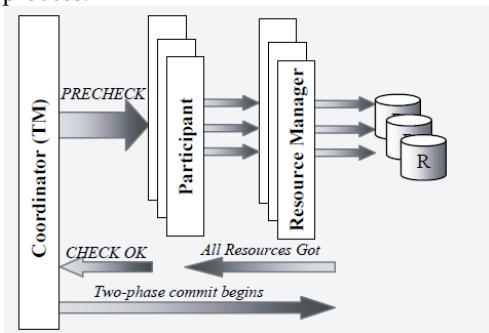 process.
PRECHECK
Coordinator (TM)
Participant
Resource Manager
R
CHECK OK
All Resources Got
Two-phase commit begins